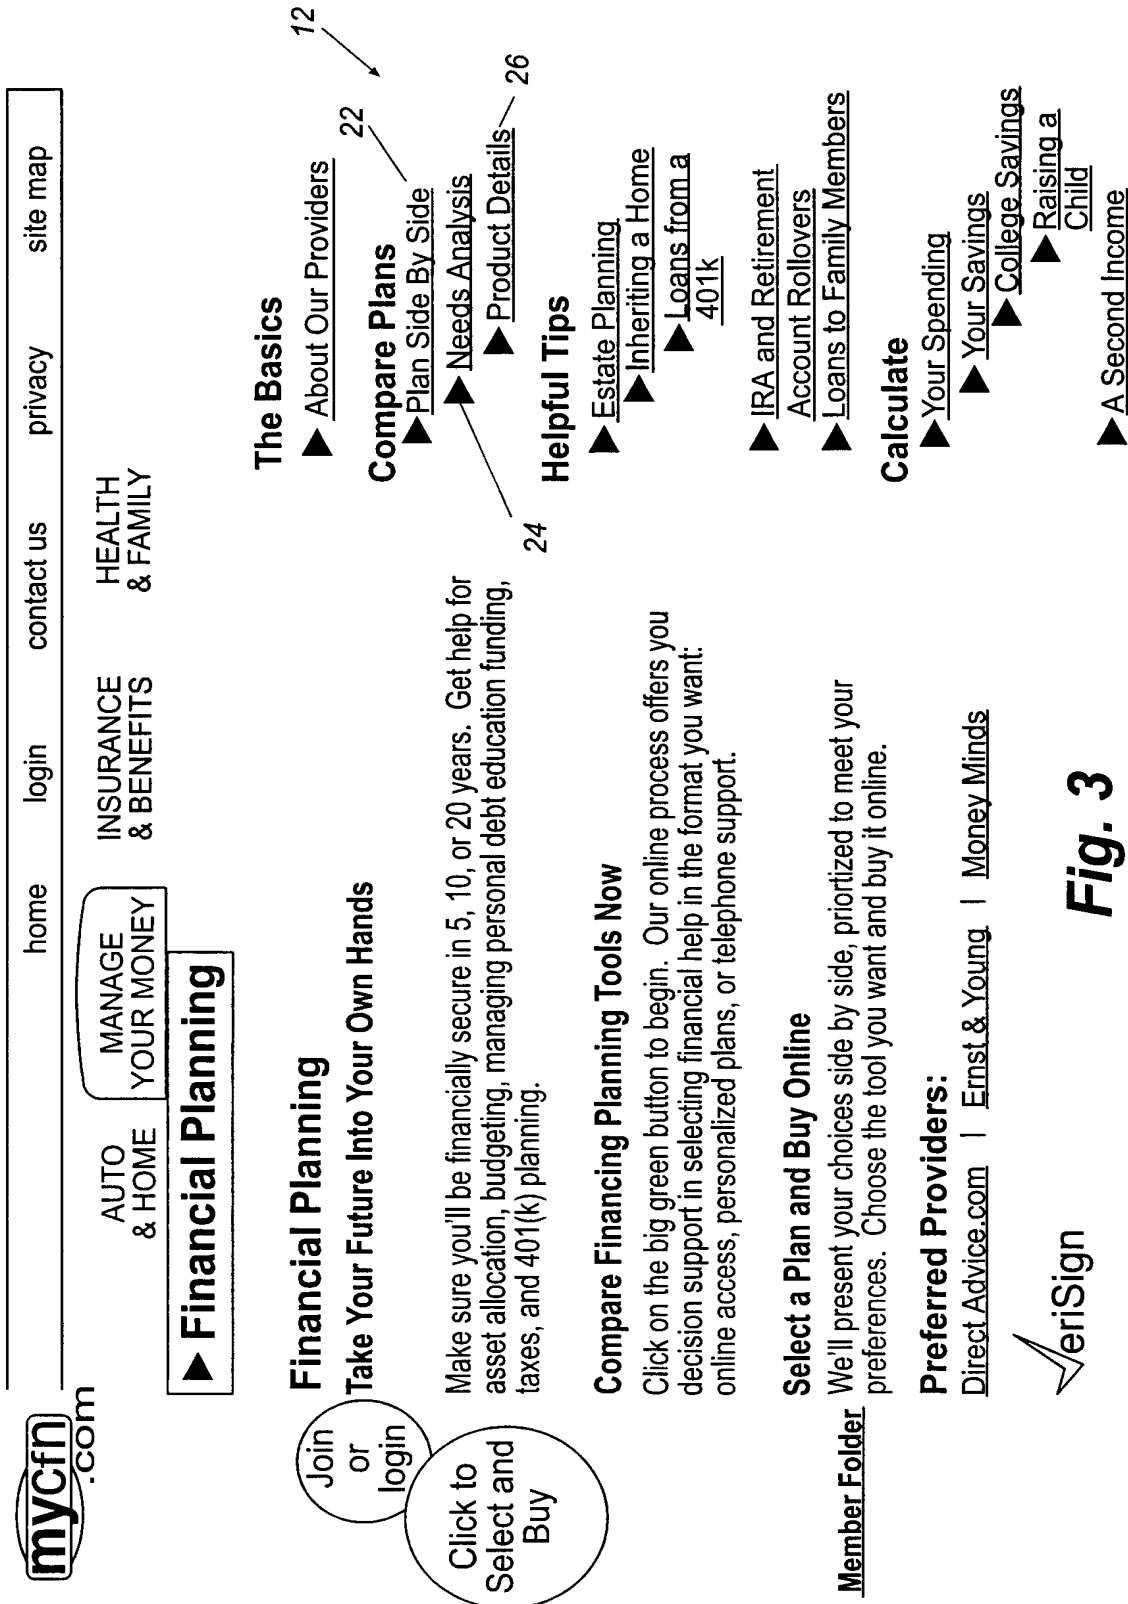 mycfn
.com
home login contact us privacy site map
AUTO
& HOME
MANAGE
YOUR MONEY
INSURANCE
& BENEFITS
HEALTH
& FAMILY
▶ Financial Planning
Join
or
login
Click to
Select and
Buy
Member Folder
Financial Planning
Take Your Future Into Your Own Hands
Make sure you'll be financially secure in 5, 10, or 20 years. Get help for
asset allocation, budgeting, managing personal debt education funding,
taxes, and 401(k) planning.
Compare Financing Planning Tools Now
Click on the big green button to begin. Our online process offers you
decision support in selecting financial help in the format you want:
online access, personalized plans, or telephone support.
Select a Plan and Buy Online
We'll present your choices side by side, priortized to meet your
preferences. Choose the tool you want and buy it online.
Preferred Providers:
Direct Advice.com | Ernst & Young | Money Minds
VeriSign
The Basics
▶ About Our Providers
Compare Plans
▶ Plan Side By Side
▶ Needs Analysis
▶ Product Details
Helpful Tips
▶ Estate Planning
▶ Inheriting a Home
▶ Loans from a
401k
▶ IRA and Retirement
Account Rollovers
▶ Loans to Family Members
Calculate
▶ Your Spending
▶ Your Savings
▶ College Savings
▶ Raising a
Child
▶ A Second Income
12
22
26
24
Fig. 3